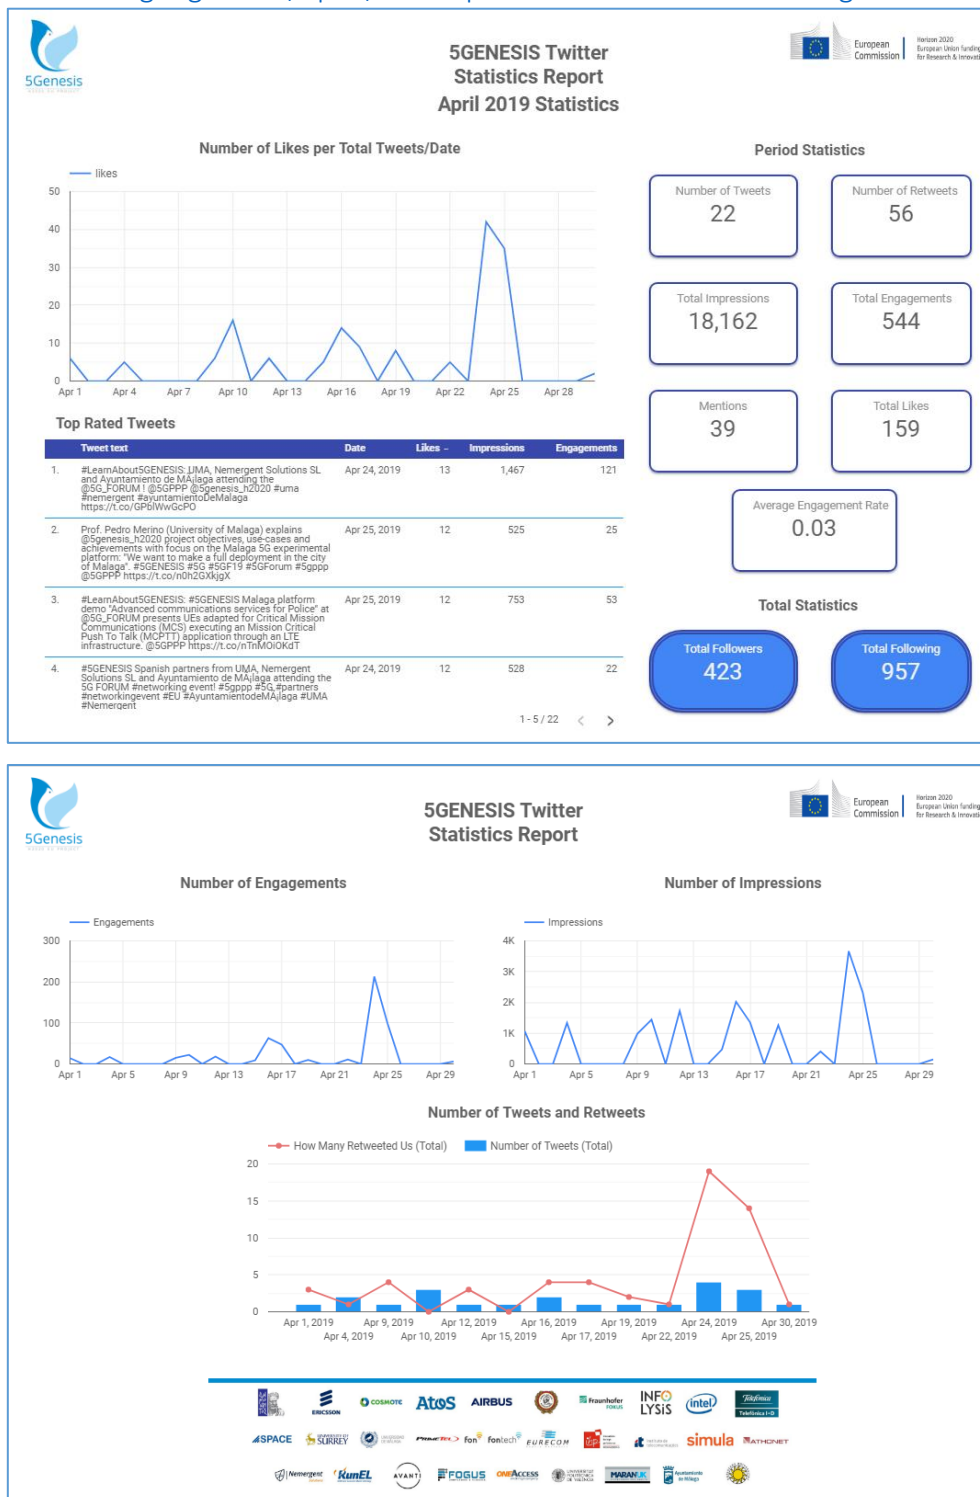 5Genesis
5GENESIS Twitter
Statistics Report
April 2019 Statistics
European
Commission
Horizon 2020
European Union funding
for Research & Innovati
Number of Likes per Total Tweets/Date
likes
50
40
30
20
10
0
Apr 1 Apr 4 Apr 7 Apr 10 Apr 13 Apr 16 Apr 19 Apr 22 Apr 25 Apr 28
Period Statistics
Number of Tweets
22
Number of Retweets
56
Total Impressions
18,162
Total Engagements
544
Mentions
39
Total Likes
159
Average Engagement Rate
0.03
Total Statistics
Total Followers
423
Total Following
957
Top Rated Tweets
Tweet text Date Likes Impressions Engagements
1. #LearnAbout5GENESIS: UMA, Nemergent Solutions SL Apr 24, 2019 13 1,467 121
and Ayuntamiento de MÃ¡laga attending the
@5G_FORUM ! @5GPPP @5genesis_h2020 #uma
#nemergent #ayuntamientoDeMalaga
https://t.co/GPblWwGcPO
2. Prof. Pedro Merino (University of Malaga) explains Apr 25, 2019 12 525 25
@5genesis_h2020 project objectives, use-cases and
achievements with focus on the Malaga 5G experimental
platform: "We want to make a full deployment in the city
of Malaga". #5GENESIS #5G #5GF19 #5GForum #5gppp
@5GPPP https://t.co/n0h2GXkjgX
3. #LearnAbout5GENESIS: #5GENESIS Malaga platform Apr 25, 2019 12 753 53
demo "Advanced communications services for Police" at
@5G_FORUM presents UEs adapted for Critical Mission
Communications (MCS) executing an Mission Critical
Push To Talk (MCPTT) application through an LTE
infrastructure. @5GPPP https://t.co/nTnMOiOKdT
4. #5GENESIS Spanish partners from UMA, Nemergent Apr 24, 2019 12 528 22
Solutions SL and Ayuntamiento de MÃ¡laga attending the
5G FORUM #networking event! #5gppp #5G #partners
#networkingevent #EU #AyuntamientodeMÃ¡laga #UMA
#Nemergent
1 - 5 / 22
5Genesis
5GENESIS Twitter
Statistics Report
European
Commission
Horizon 2020
European Union funding
for Research & Innovati
Number of Engagements
Engagements
300
200
100
0
Apr 1 Apr 5 Apr 9 Apr 13 Apr 17 Apr 21 Apr 25 Apr 29
Number of Impressions
Impressions
4K
3K
2K
1K
0
Apr 1 Apr 5 Apr 9 Apr 13 Apr 17 Apr 21 Apr 25 Apr 29
Number of Tweets and Retweets
How Many Retweeted Us (Total) Number of Tweets (Total)
20
15
10
5
0
Apr 1, 2019 Apr 9, 2019 Apr 12, 2019 Apr 16, 2019 Apr 19, 2019 Apr 24, 2019 Apr 30, 2019
Apr 4, 2019 Apr 10, 2019 Apr 15, 2019 Apr 17, 2019 Apr 22, 2019 Apr 25, 2019
ERICSSON COSMOTE Atos AIRBUS Fraunhofer FOKUS INFOLYSiS intel Telefónica Telefónica I+D
SPACE UNIVERSITY OF SURREY PRIMETEL fon fontech EURECOM simula ATHONET
Nemergent RunEL AVANTI FOGUS ONEACCESS UNIVERSITAT POLITECNICA DE VALENCIA MARAN UK Ayuntamiento de Málaga